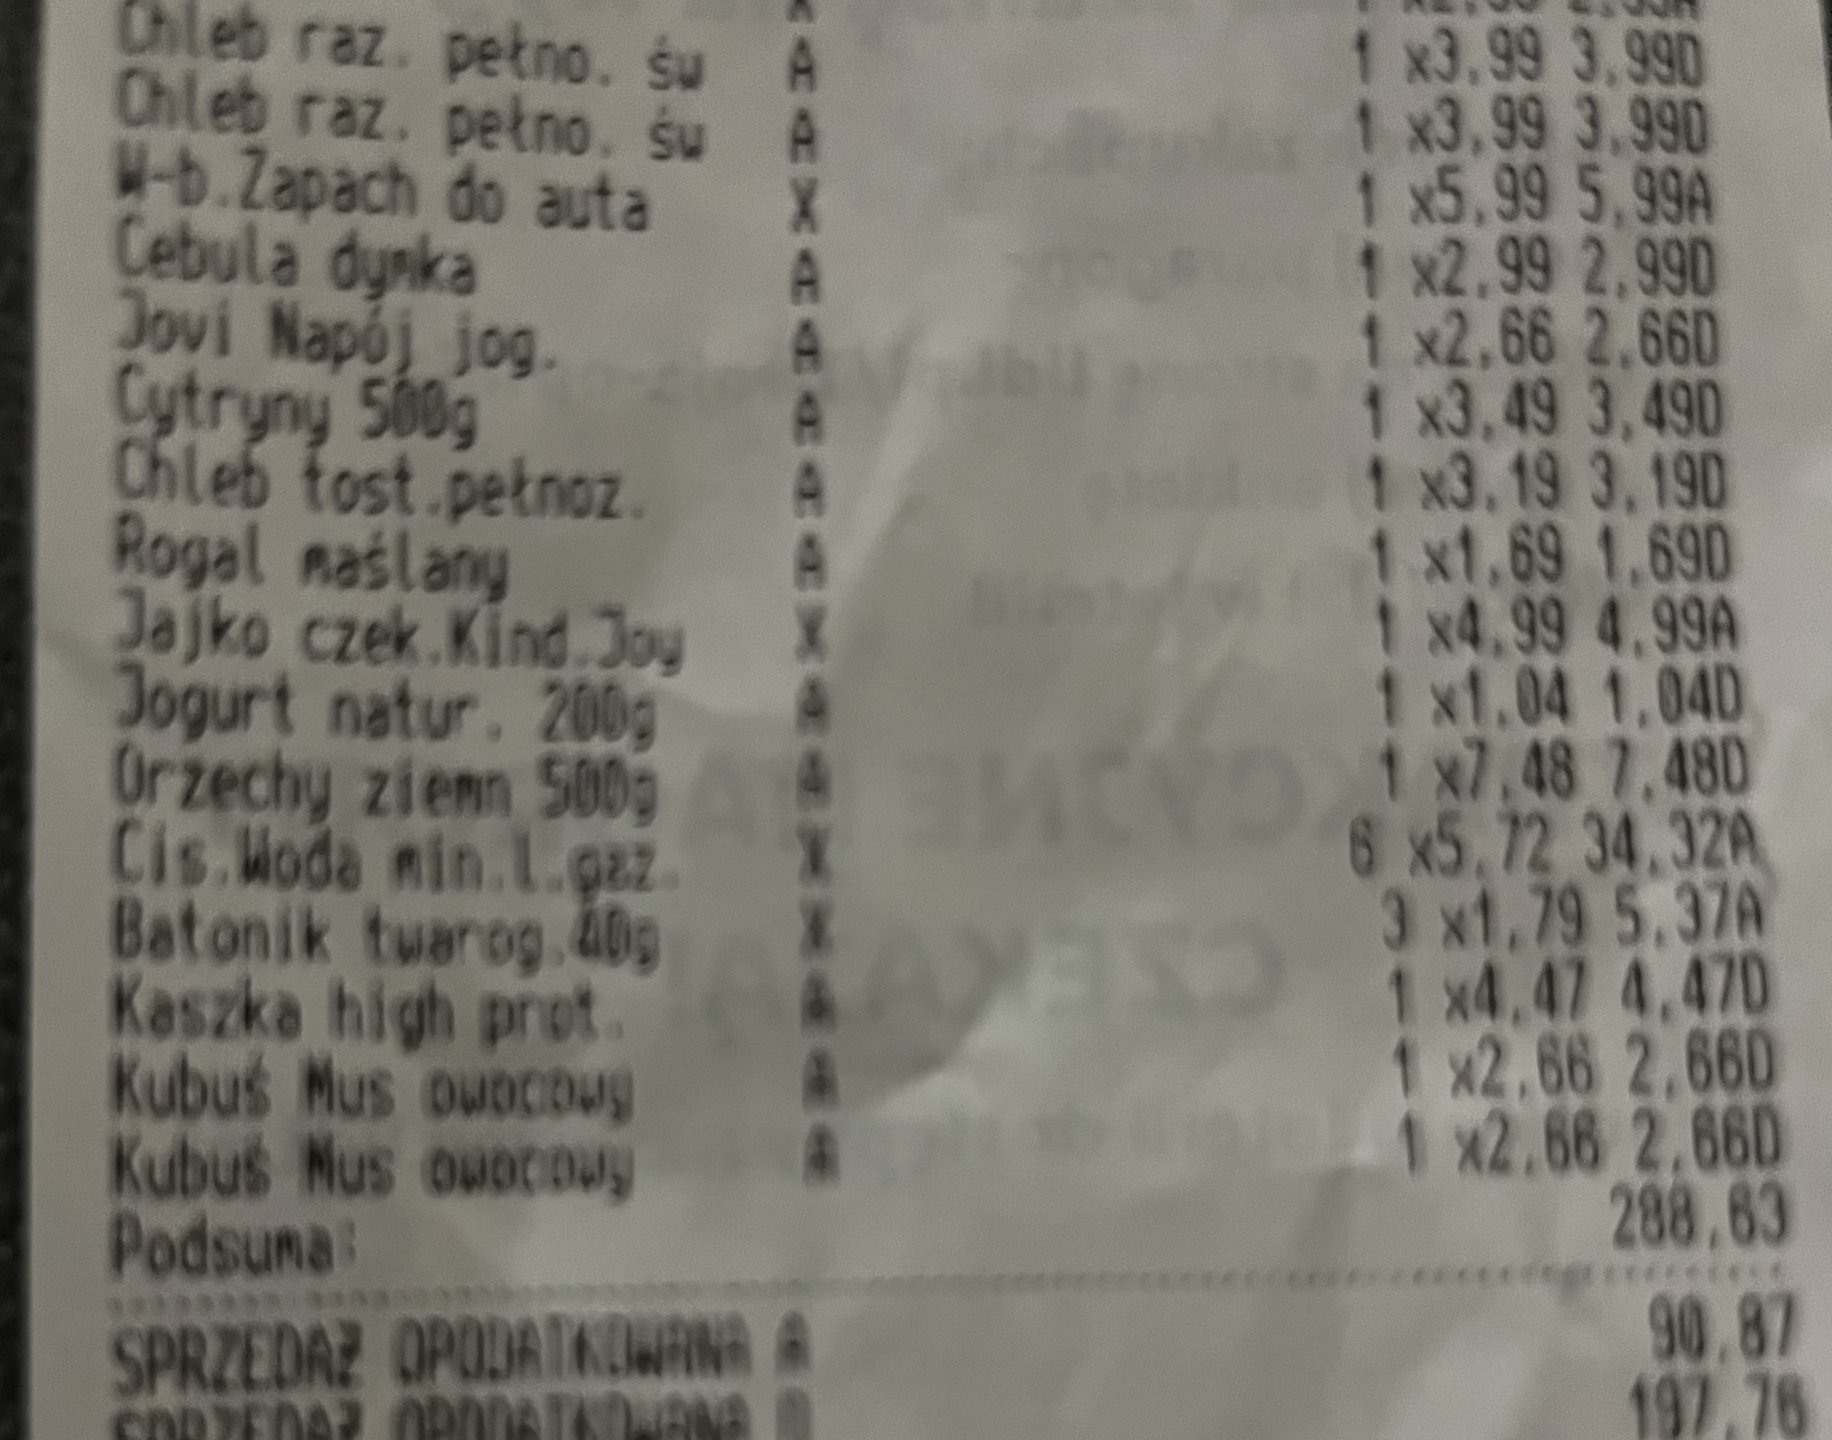 Chleb raz. pełno. św A 1 x3,99 3,99D
Chleb raz. pełno. św A 1 x3,99 3,99D
W-b.Zapach do auta X 1 x5,99 5,99A
Cebula dymka A 1 x2,99 2,99D
Jovi Napój jog. A 1 x2,66 2,66D
Cytryny 500g A 1 x3,49 3,49D
Chleb tost.pełnoz. A 1 x3,19 3,19D
Rogal maślany A 1 x1,69 1,69D
Jajko czek.Kind.Joy X 1 x4,99 4,99A
Jogurt natur. 200g A 1 x1,04 1,04D
Orzechy ziemn 500g A 1 x7,48 7,48D
Cis.Woda min.l.gaz. X 6 x5,72 34,32A
Batonik twarog.40g X 3 x1,79 5,37A
Kaszka high prot. A 1 x4,47 4,47D
Kubuś Mus owocowy A 1 x2,66 2,66D
Kubuś Mus owocowy A 1 x2,66 2,66D
Podsuma: 288,63
SPRZEDAŻ OPODATKOWANA A 90,87
SPRZEDAŻ OPODATKOWANA D 197,76